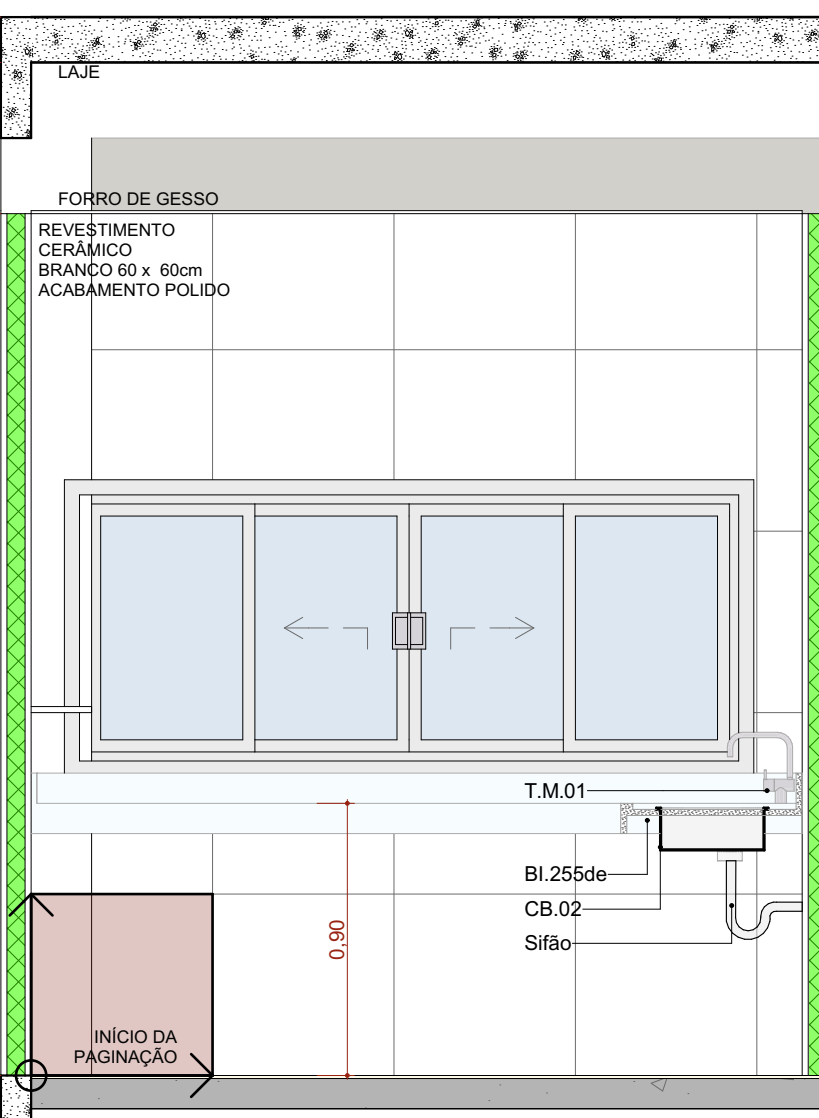 LAJE
FORRO DE GESSO
REVESTIMENTO
CERÂMICO
BRANCO 60 x 60cm
ACABAMENTO POLIDO
T.M.01
BI.255de
CB.02
Sifão
0,90
INÍCIO DA
PAGINAÇÃO